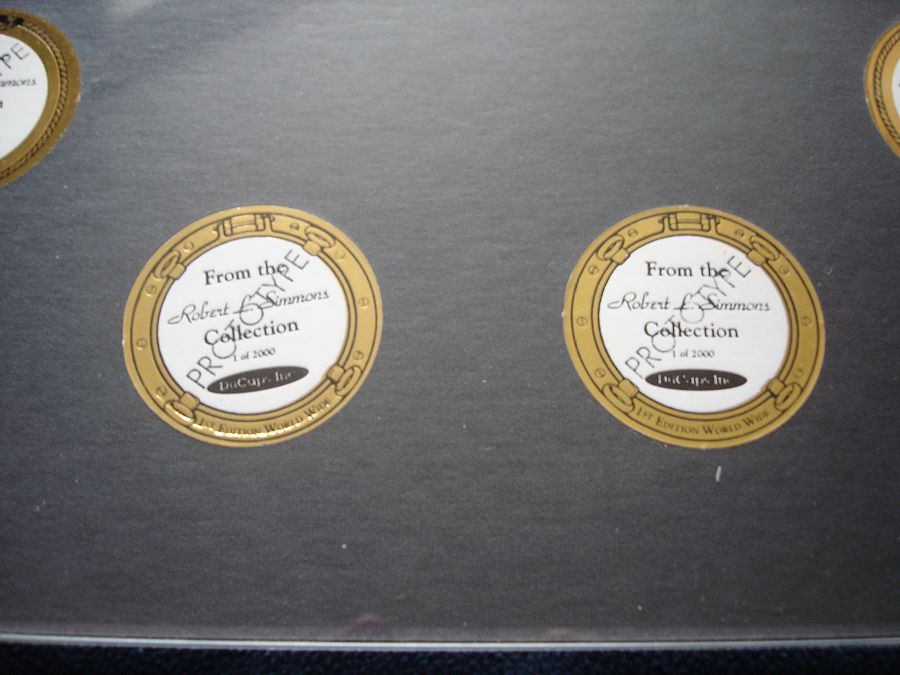 From the
Robert L. Simmons
Collection
1 of 2000
DuCaps. Inc
1ST EDITION WORLD WIDE
PROTOTYPE
From the
Robert L. Simmons
Collection
1 of 2000
DuCaps. Inc
1ST EDITION WORLD WIDE
PROTOTYPE